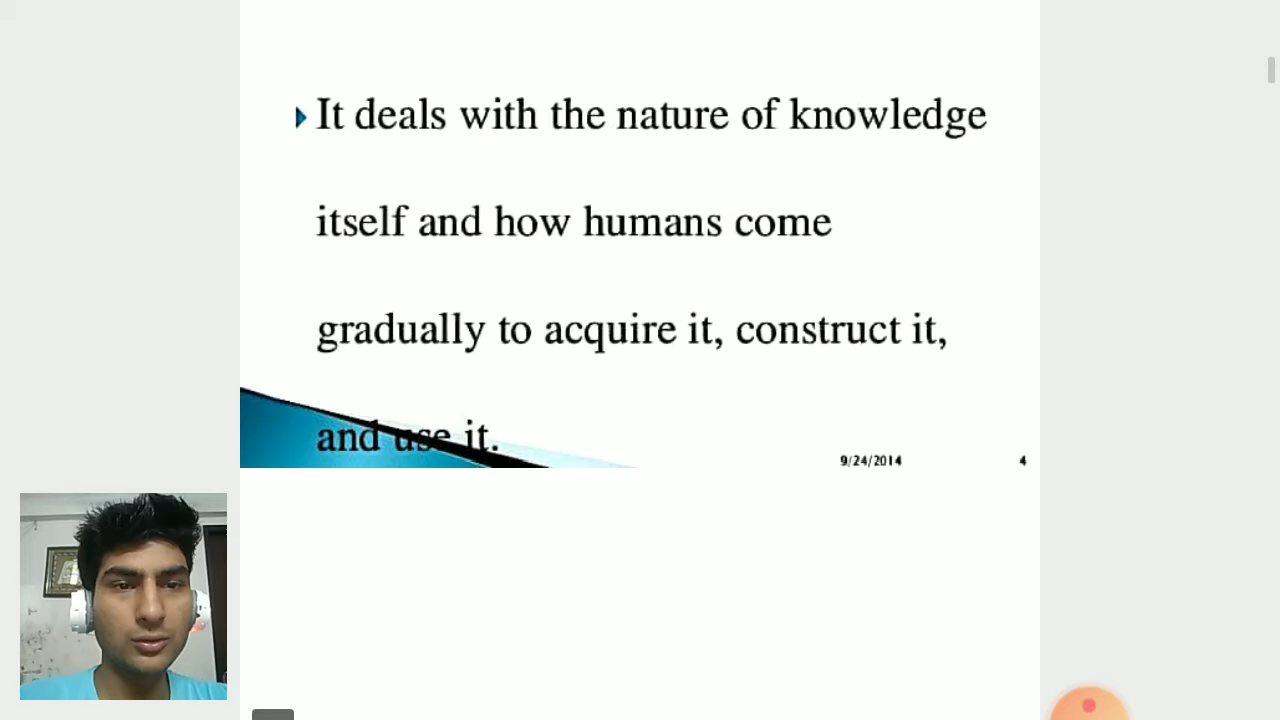 It deals with the nature of knowledge
itself and how humans come
gradually to acquire it, construct it,
and use it.
9/24/2014 4